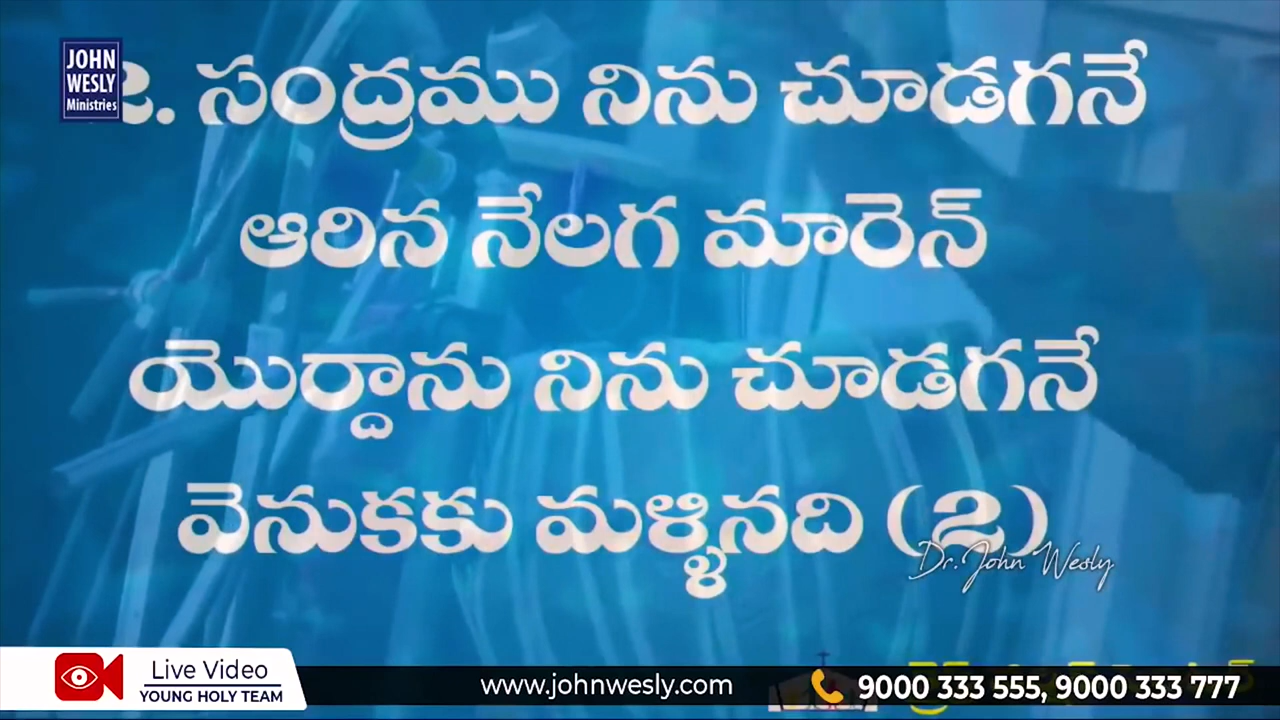 JOHN
WESLY
Ministries
2. సంద్రము నిను చూడగనే
ఆరిన నేలగ మారెన్
యొర్దాను నిను చూడగనే
వెనుకకు మళ్ళినది (2)
Dr. John Wesly
Live Video
YOUNG HOLY TEAM
www.johnwesly.com
9000 333 555, 9000 333 777